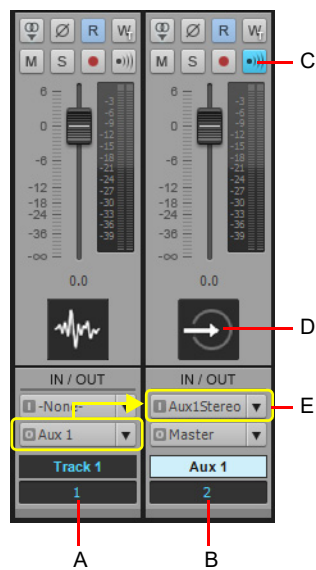 R W R W
M S M S C
6 6
-3 -3
-6 -6
0 -9 0 -9
-12 -12
-15 -15
-6 -18 -6 -18
-21 -21
-12 -24 -12 -24
-18 -27 -18 -27
-24 -30 -24 -30
-33 -33
-36 -36 -36 -36
-39 -39
-∞ -∞
0.0 0.0
D
IN / OUT IN / OUT
I -None- I Aux1Stereo E
O Aux 1 O Master
Track 1 Aux 1
1 2
A B